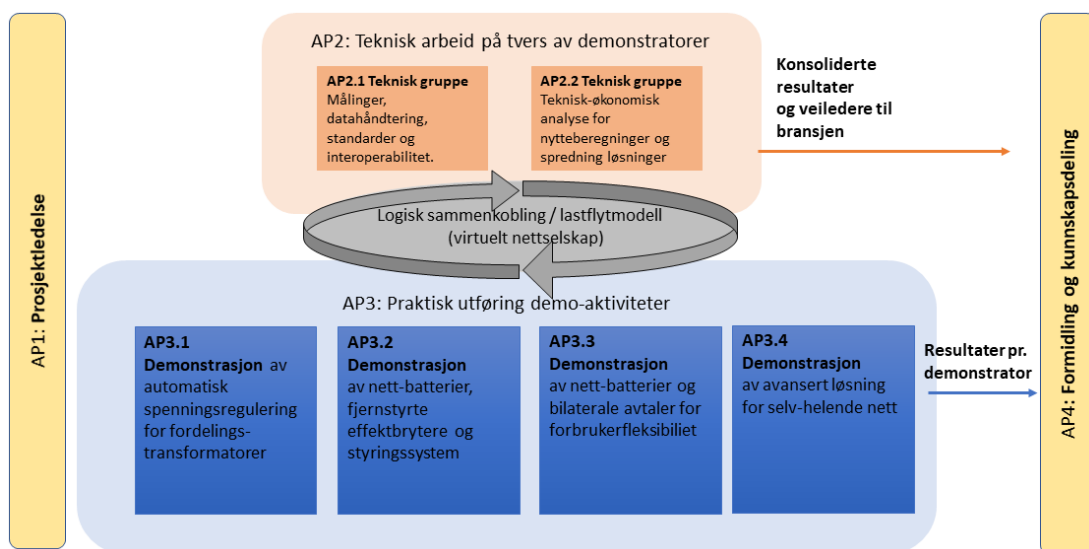 AP1: Prosjektledelse
AP2: Teknisk arbeid på tvers av demonstratorer
AP2.1 Teknisk gruppe
Målinger,
datahåndtering,
standarder og
interoperabilitet.
AP2.2 Teknisk gruppe
Teknisk-økonomisk
analyse for
nytteberegninger og
spredning løsninger
Konsoliderte
resultater
og veiledere til
bransjen
Logisk sammenkobling / lastflytmodell
(virtuelt nettselskap)
AP3: Praktisk utføring demo-aktiviteter
AP3.1
Demonstrasjon av
automatisk
spenningsregulering
for fordelings-
transformatorer
AP3.2
Demonstasjon
av nett-batterier,
fjernstyrte
effektbrytere og
styringssystem
AP3.3
Demonstasjon
av nett-batterier og
bilaterale avtaler for
forbrukerfleksibiliet
AP3.4
Demonstasjon
av avansert løsning
for selv-helende nett
Resultater pr.
demonstrator
AP4: Formidling og kunnskapsdeling